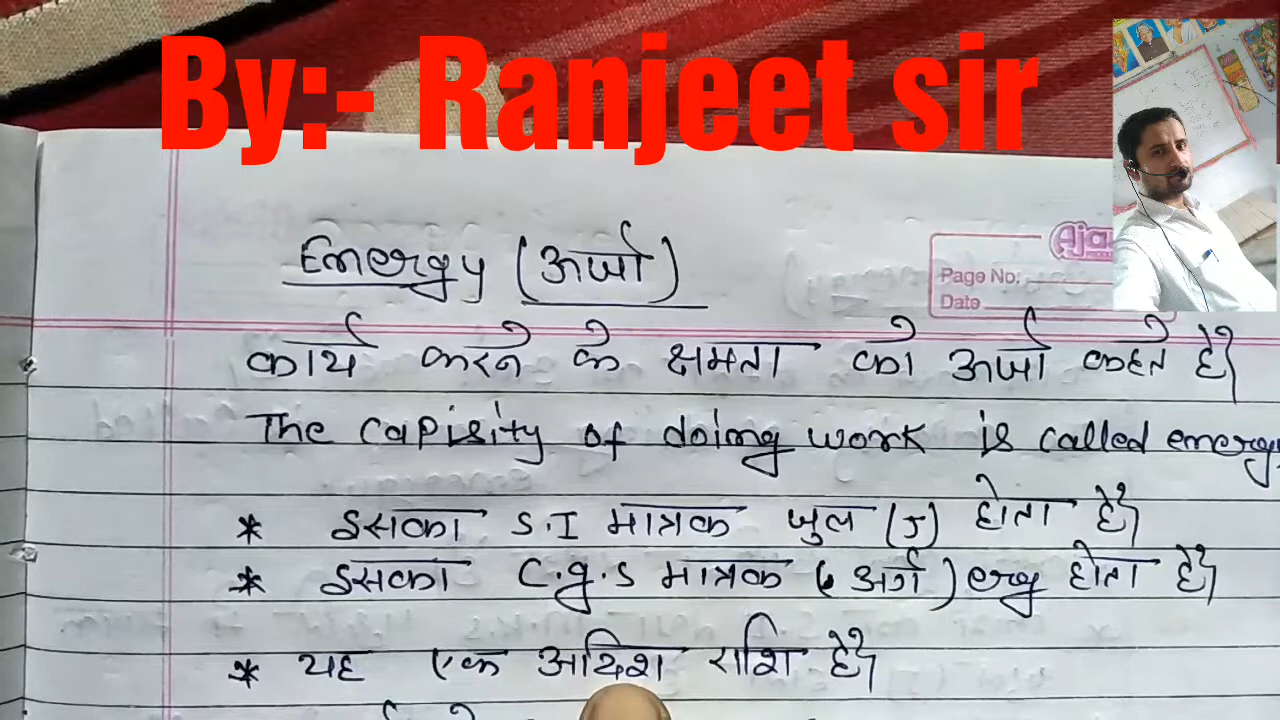 By:- Ranjeet sir
Energy (ऊर्जा)
Page No.
Date
कार्य करने के क्षमता को ऊर्जा कहते है।
The capisity of doing work is called energy
* इसका S.I मात्रक जुल (J) होता है।
* इसका C.g.s मात्रक (अर्ग) erg होता है।
* यह एक अदिश राशि है।